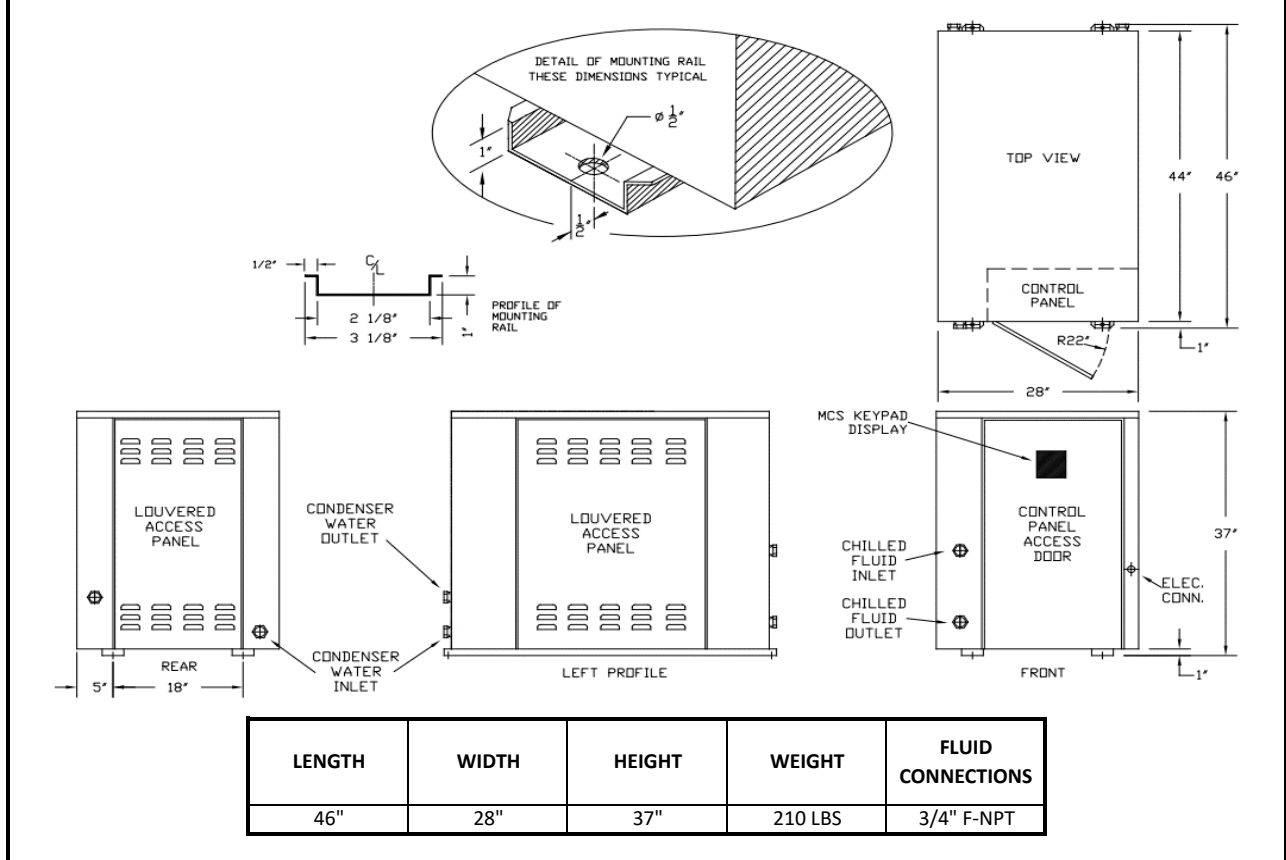 DETAIL OF MOUNTING RAIL
THESE DIMENSIONS TYPICAL
ø 1/2"
1"
1/2"
TOP VIEW
44"
46"
CONTROL
PANEL
R22"
1"
28"
1/2"
C/L
2 1/8"
3 1/8"
1"
PROFILE OF
MOUNTING
RAIL
LOUVERED
ACCESS
PANEL
REAR
5"
18"
CONDENSER
WATER
OUTLET
CONDENSER
WATER
INLET
LOUVERED
ACCESS
PANEL
LEFT PROFILE
MCS KEYPAD
DISPLAY
CHILLED
FLUID
INLET
CHILLED
FLUID
OUTLET
CONTROL
PANEL
ACCESS
DOOR
ELEC.
CONN.
37"
1"
FRONT
LENGTH WIDTH HEIGHT WEIGHT FLUID
CONNECTIONS
46" 28" 37" 210 LBS 3/4" F-NPT